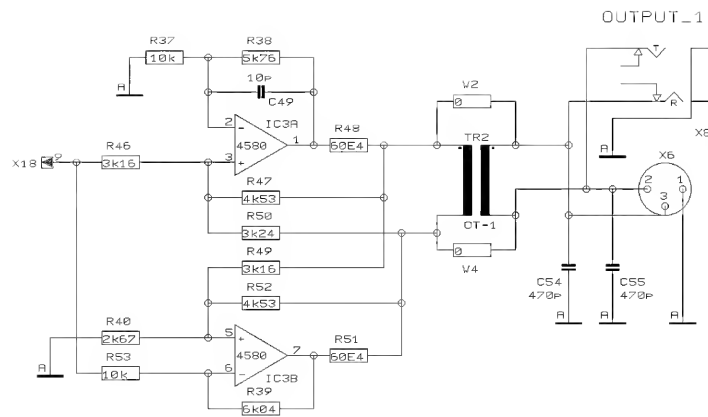 OUTPUT_1
R37
10k
R38
5k76
A
10p
C49
T
W2
0
R
2
IC3A
4580
1
3
R48
60E4
TR2
A
X6
X18
9
R46
3k16
R47
4k53
R50
3k24
OT-1
2
1
3
R49
3k16
0
W4
R52
4k53
C54
470p
C55
470p
R40
2k67
A
5
4580
7
R51
60E4
A
A
A
R53
10k
6
IC3B
R39
6k04